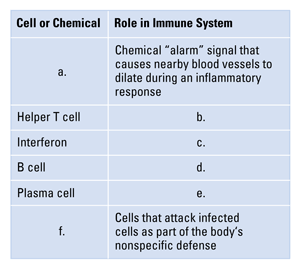 Cell or Chemical Role in Immune System
a. Chemical “alarm” signal that
causes nearby blood vessels to
dilate during an inflammatory
response
Helper T cell b.
Interferon c.
B cell d.
Plasma cell e.
f. Cells that attack infected
cells as part of the body’s
nonspecific defense